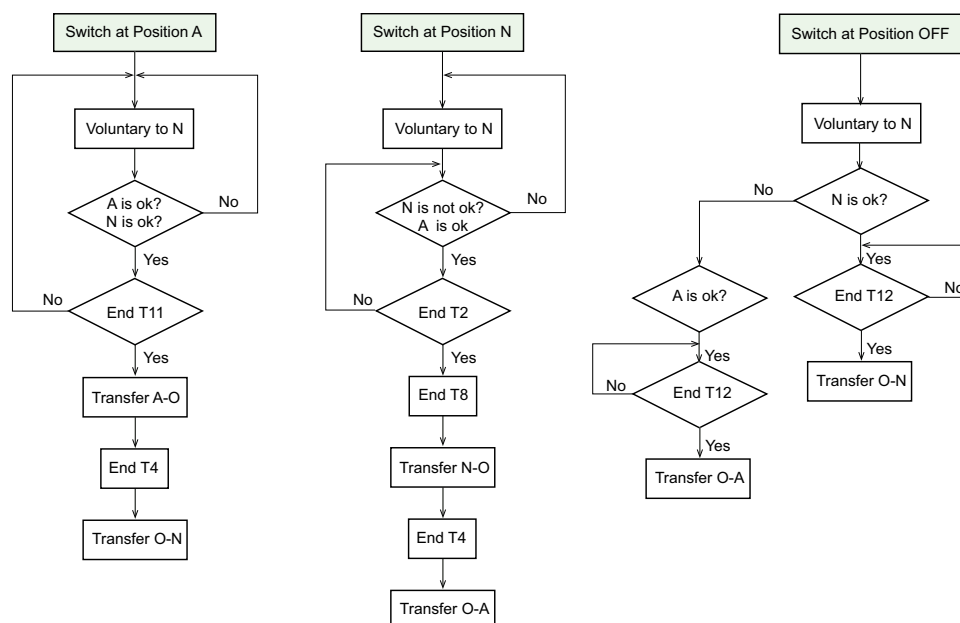 Switch at Position A
Voluntary to N
A is ok?
N is ok?
No
Yes
No
End T11
Yes
Transfer A-O
End T4
Transfer O-N
Switch at Position N
Voluntary to N
N is not ok?
A is ok
No
Yes
No
End T2
Yes
End T8
Transfer N-O
End T4
Transfer O-A
Switch at Position OFF
Voluntary to N
No
N is ok?
Yes
End T12
No
Yes
Transfer O-N
A is ok?
Yes
No
End T12
Yes
Transfer O-A